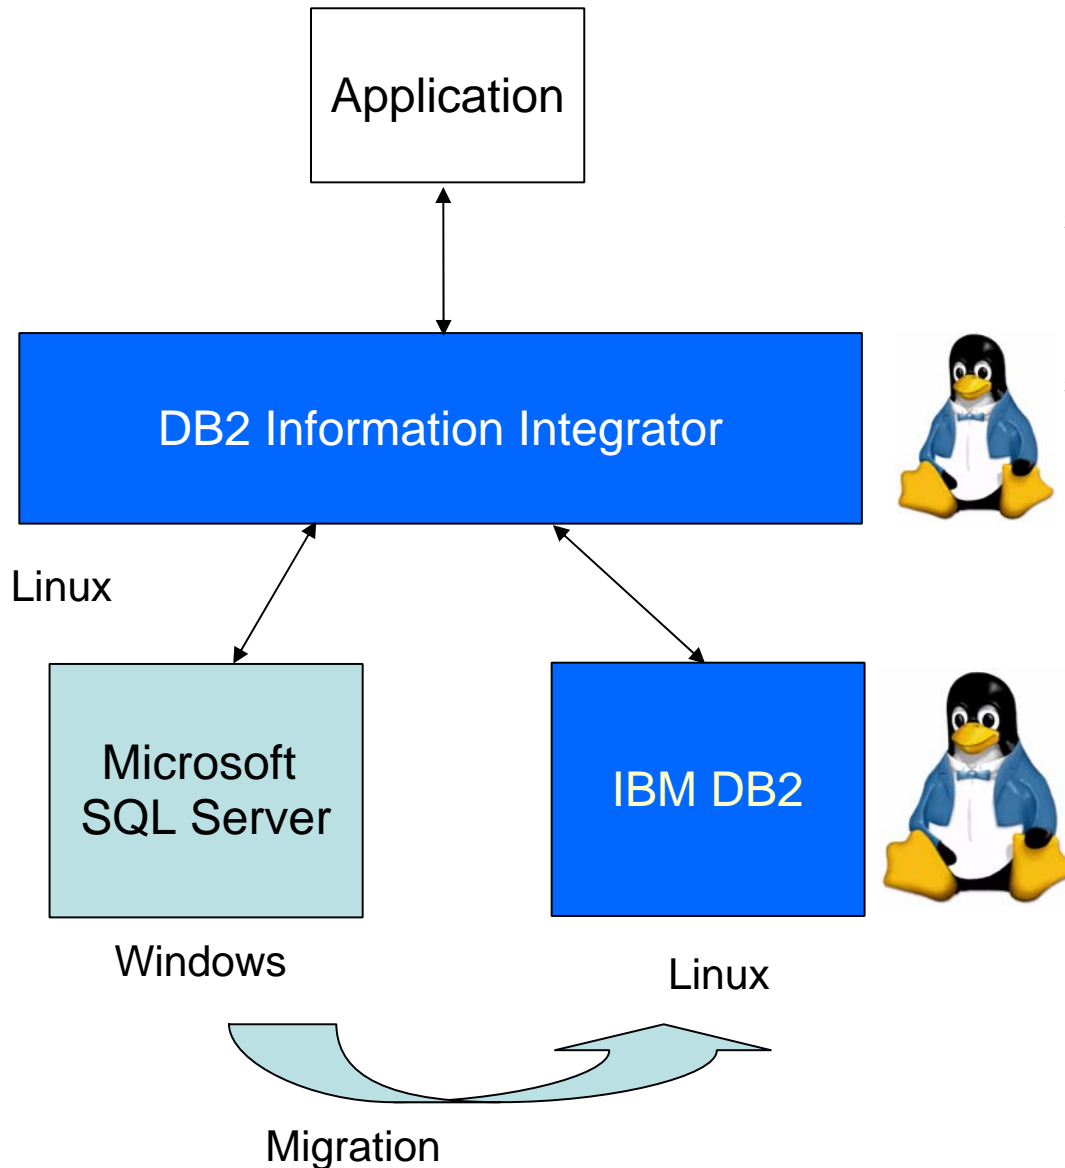 Application
DB2 Information Integrator
Linux
Microsoft
SQL Server
IBM DB2
Windows
Linux
Migration